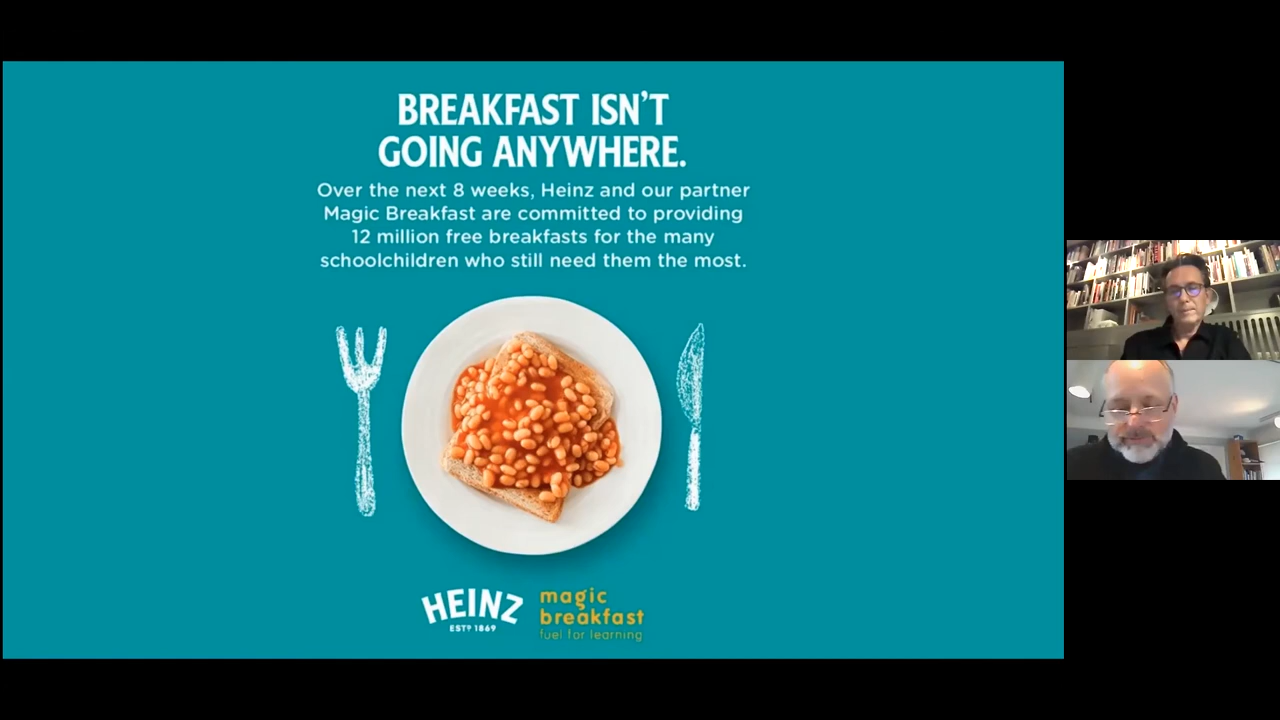 BREAKFAST ISN'T
GOING ANYWHERE.
Over the next 8 weeks, Heinz and our partner
Magic Breakfast are committed to providing
12 million free breakfasts for the many
schoolchildren who still need them the most.
HEINZ
ESTD 1869
magic
breakfast
fuel for learning